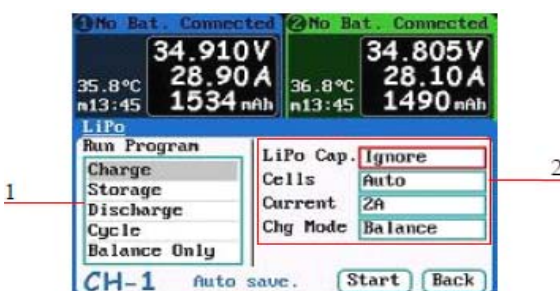 1No Bat. Connected 2No Bat. Connected
34.910V 34.805V
35.8°C 28.90A 36.8°C 28.10A
m13:45 1534mAh m13:45 1490mAh
LiPo
Run Program
Charge
Storage
Discharge
Cycle
Balance Only
LiPo Cap. Ignore
Cells Auto
Current 2A
Chg Mode Balance
1
2
CH-1 Auto save. Start Back